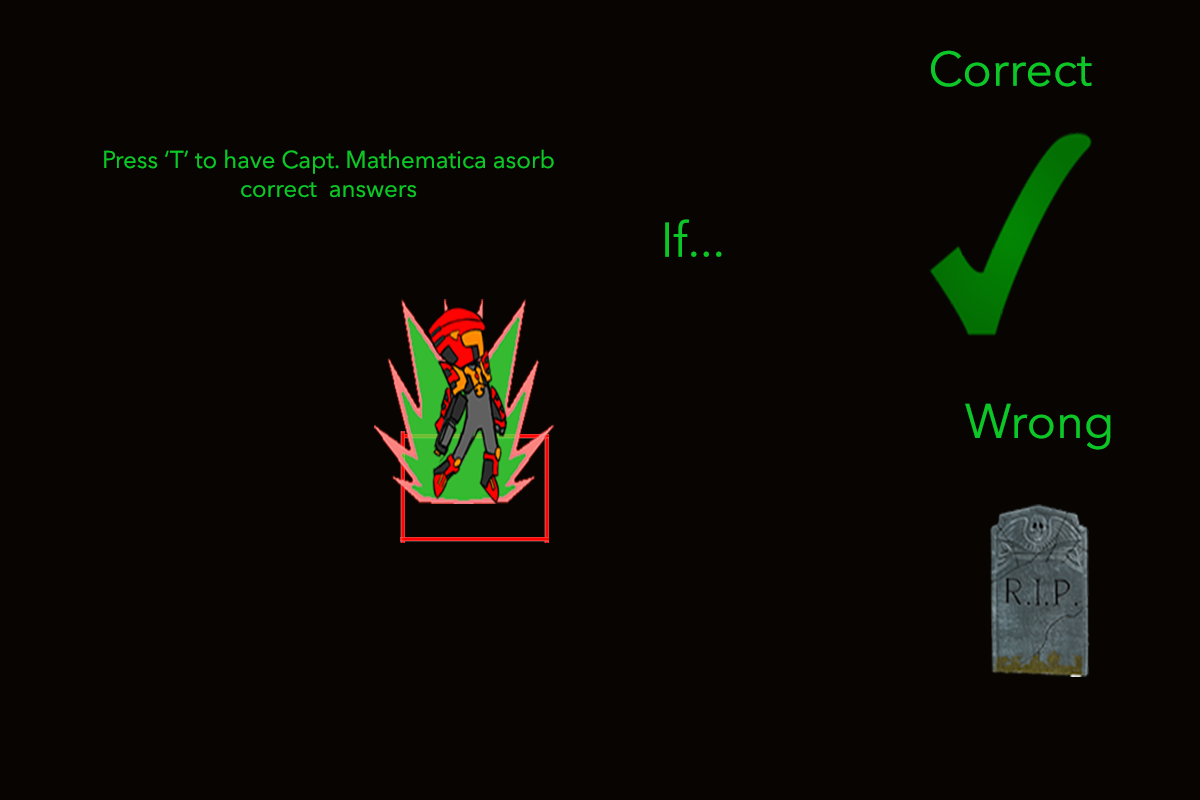 Correct
Press ‘T’ to have Capt. Mathematica asorb
correct  answers
If...
Wrong
R.I.P.